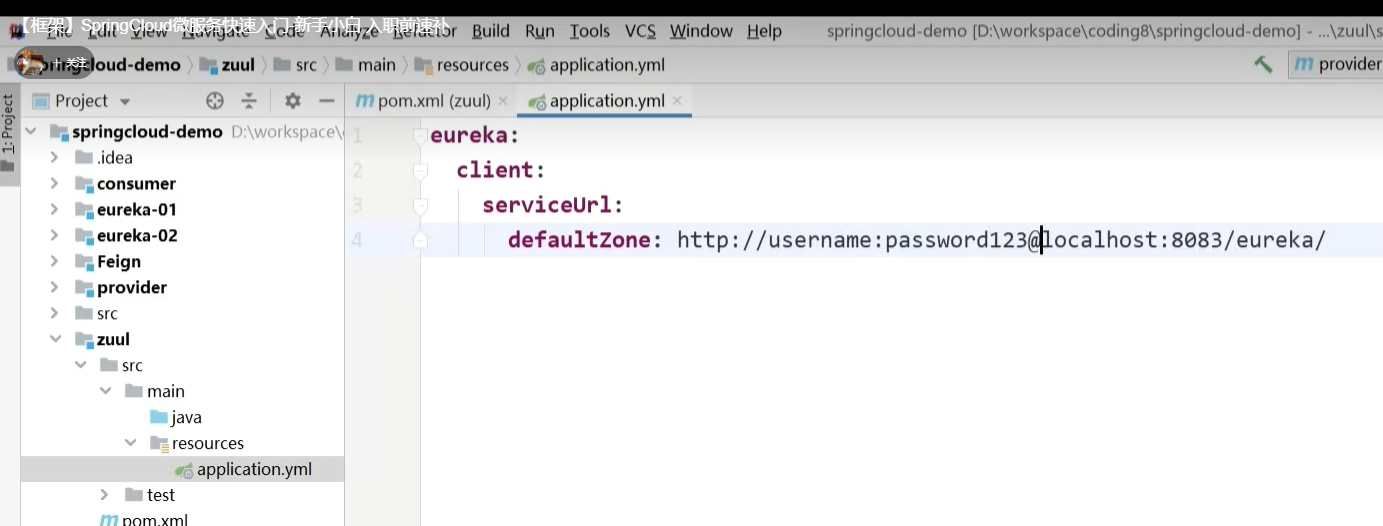 【框架】SpringCloud微服务快速入门-新手小白 入职前速补
File Edit View Navigate Code Analyze Refactor Build Run Tools VCS Window Help springcloud-demo [D:\workspace\coding8\springcloud-demo] - ...\zuul\s
+ 关注
springcloud-demo zuul src main resources application.yml provider
1: Project
Project
pom.xml (zuul) application.yml
springcloud-demo D:\workspace\
.idea
consumer
eureka-01
eureka-02
Feign
provider
src
zuul
src
main
java
resources
application.yml
test
pom.xml
1 eureka:
2 client:
3 serviceUrl:
4 defaultZone: http://username:password123@localhost:8083/eureka/